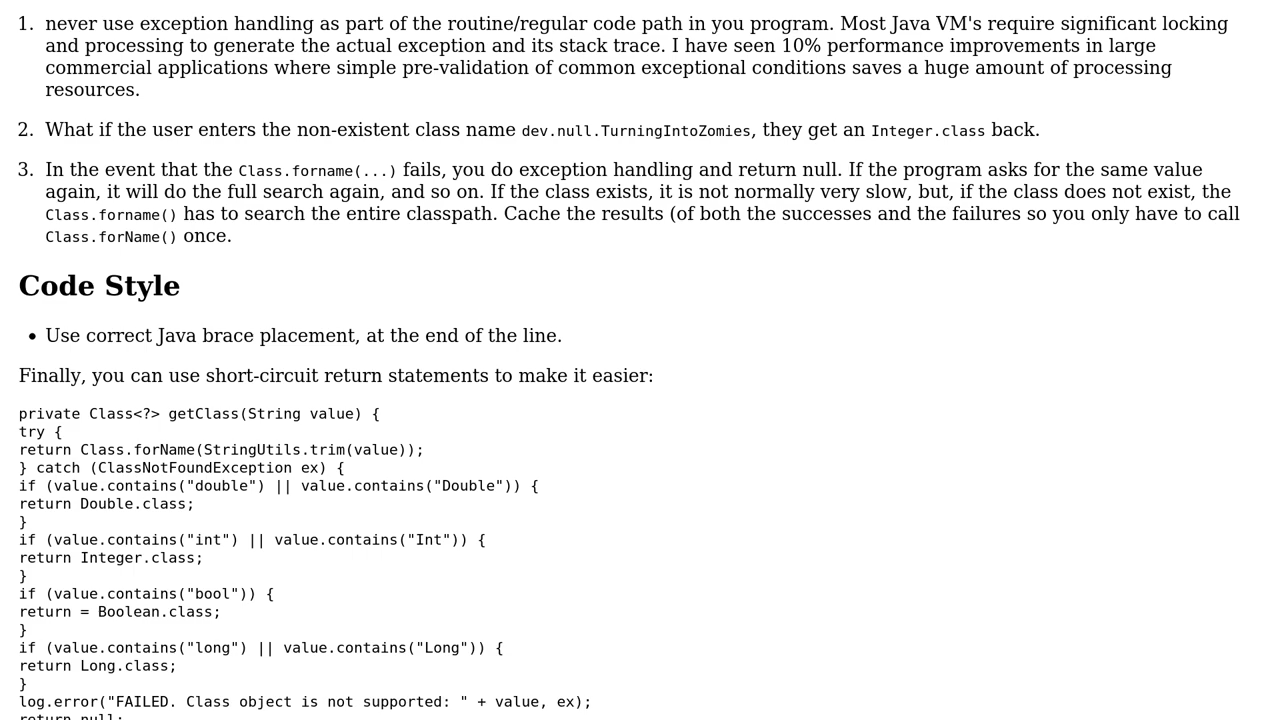 1. never use exception handling as part of the routine/regular code path in you program. Most Java VM's require significant locking
and processing to generate the actual exception and its stack trace. I have seen 10% performance improvements in large
commercial applications where simple pre-validation of common exceptional conditions saves a huge amount of processing
resources.
2. What if the user enters the non-existent class name dev.null.TurningIntoZomies, they get an Integer.class back.
3. In the event that the Class.forname(...) fails, you do exception handling and return null. If the program asks for the same value
again, it will do the full search again, and so on. If the class exists, it is not normally very slow, but, if the class does not exist, the
Class.forname() has to search the entire classpath. Cache the results (of both the successes and the failures so you only have to call
Class.forName() once.
Code Style
• Use correct Java brace placement, at the end of the line.
Finally, you can use short-circuit return statements to make it easier:
private Class<?> getClass(String value) {
try {
return Class.forName(StringUtils.trim(value));
} catch (ClassNotFoundException ex) {
if (value.contains("double") || value.contains("Double")) {
return Double.class;
}
if (value.contains("int") || value.contains("Int")) {
return Integer.class;
}
if (value.contains("bool")) {
return = Boolean.class;
}
if (value.contains("long") || value.contains("Long")) {
return Long.class;
}
log.error("FAILED. Class object is not supported: " + value, ex);
return null;